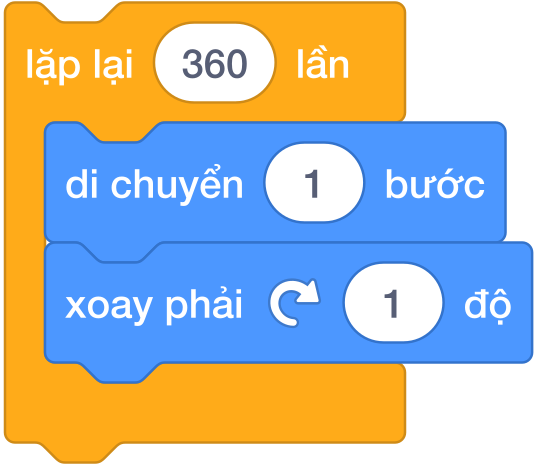 lặp lại 360 lần
di chuyển 1 bước
xoay phải 1 độ